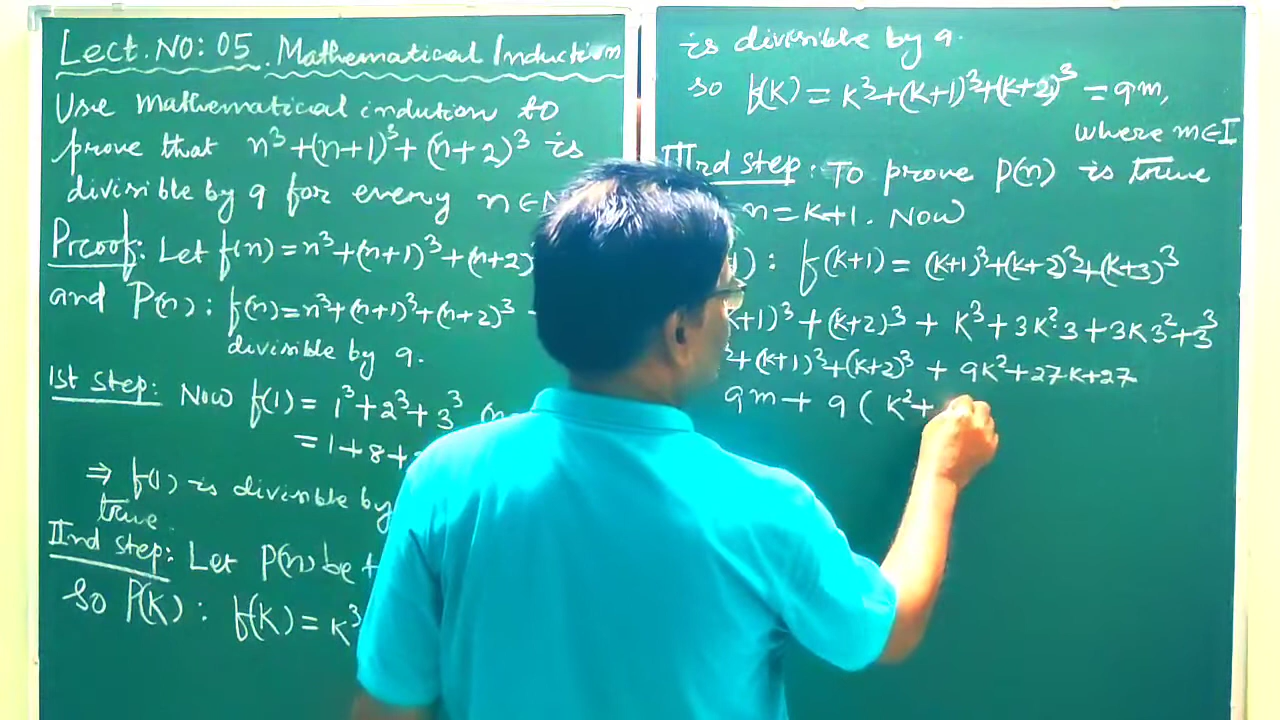 Lect. NO: 05. Mathematical Induction
Use mathematical indution to
prove that n³+(n+1)³+(n+2)³ is
divisible by 9 for every n∈
Proof: Let f(n)=n³+(n+1)³+(n+2)
and P(n): f(n)=n³+(n+1)³+(n+2)³
divisible by 9.
1st step: Now f(1) = 1³+2³+3³
=1+8+
⇒ f(1) is divisible by
true.
IInd step: Let P(n) be
so P(K): f(K)=K³
is divisible by 9.
so f(K) = K³+(K+1)³+(K+2)³ =9m,
where m∈I
IIIrd step: To prove P(n) is true
n=K+1. Now
1): f(K+1) = (K+1)³+(K+2)³+(K+3)³
K+1)³+(K+2)³ + K³+3K².3+3K3²+3³
³+(K+1)³+(K+2)³ + 9K²+27K+27
9m+9(K²+